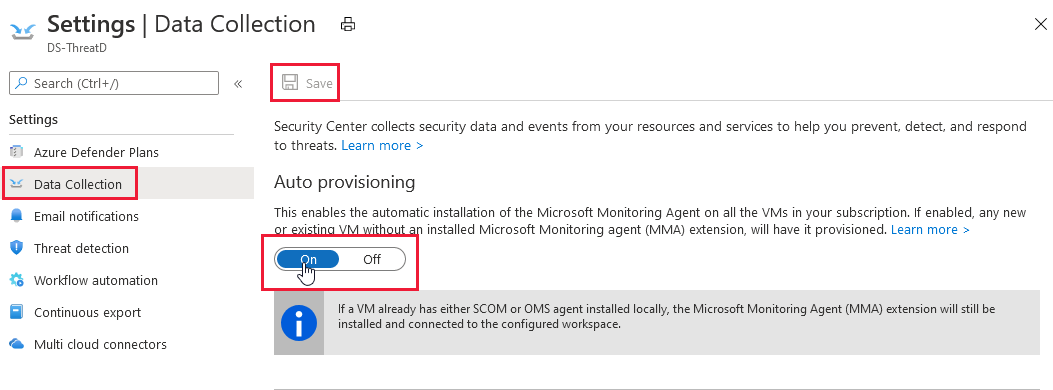 Settings | Data Collection
DS-ThreatD
Search (Ctrl+/)
«
Settings
Azure Defender Plans
Data Collection
Email notifications
Threat detection
Workflow automation
Continuous export
Multi cloud connectors
Save
Security Center collects security data and events from your resources and services to help you prevent, detect, and respond
to threats. Learn more >
Auto provisioning
This enables the automatic installation of the Microsoft Monitoring Agent on all the VMs in your subscription. If enabled, any new
or existing VM without an installed Microsoft Monitoring agent (MMA) extension, will have it provisioned. Learn more >
On Off
If a VM already has either SCOM or OMS agent installed locally, the Microsoft Monitoring Agent (MMA) extension will still be
installed and connected to the configured workspace.